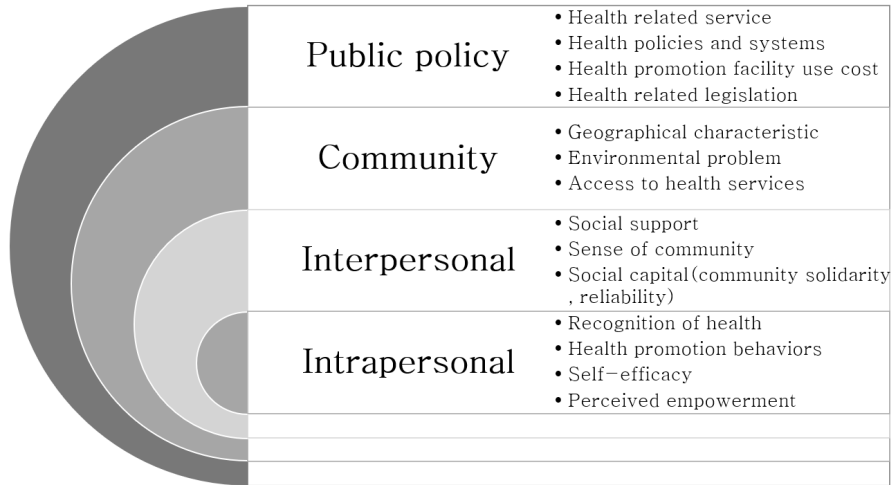 Public policy
• Health related service
• Health policies and systems
• Health promotion facility use cost
• Health related legislation
Community
• Geographical characteristic
• Environmental problem
• Access to health services
Interpersonal
• Social support
• Sense of community
• Social capital(community solidarity
, reliability)
Intrapersonal
• Recognition of health
• Health promotion behaviors
• Self-efficacy
• Perceived empowerment